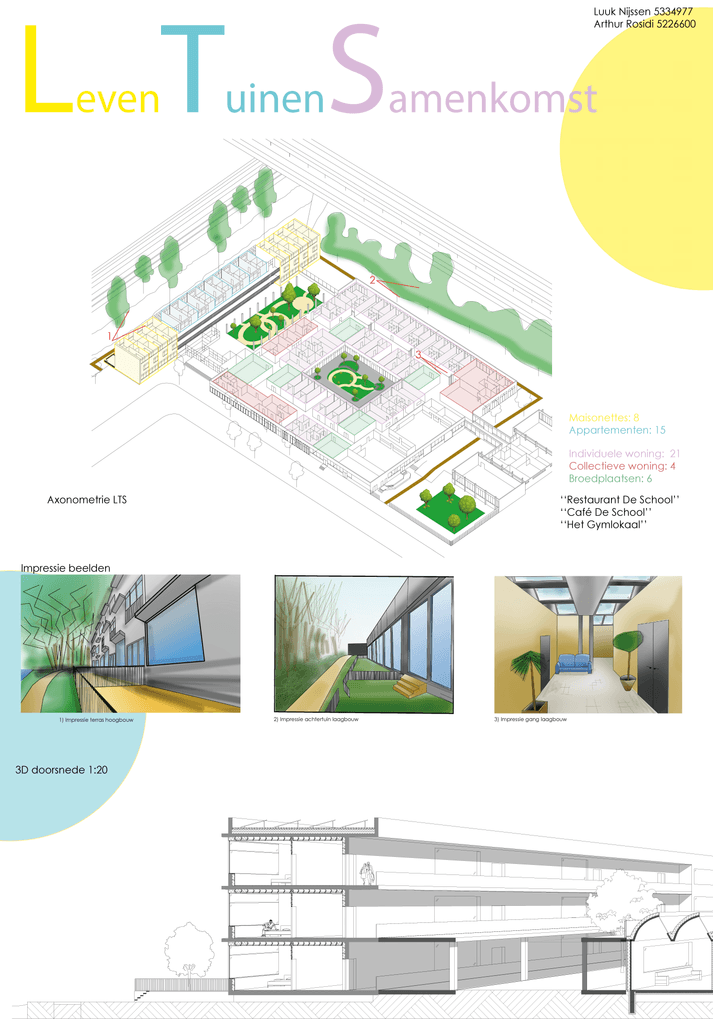 Luuk Nijssen 5334977
Arthur Rosidi 5226600
Leven Tuinen Samenkomst
1
2
3
Maisonettes: 8
Appartementen: 15
Individuele woning: 21
Collectieve woning: 4
Broedplaatsen: 6
Axonometrie LTS
‘‘Restaurant De School’’
‘‘Café De School’’
‘‘Het Gymlokaal’’
Impressie beelden
1) Impressie terras hoogbouw
2) Impressie achtertuin laagbouw
3) Impressie gang laagbouw
3D doorsnede 1:20